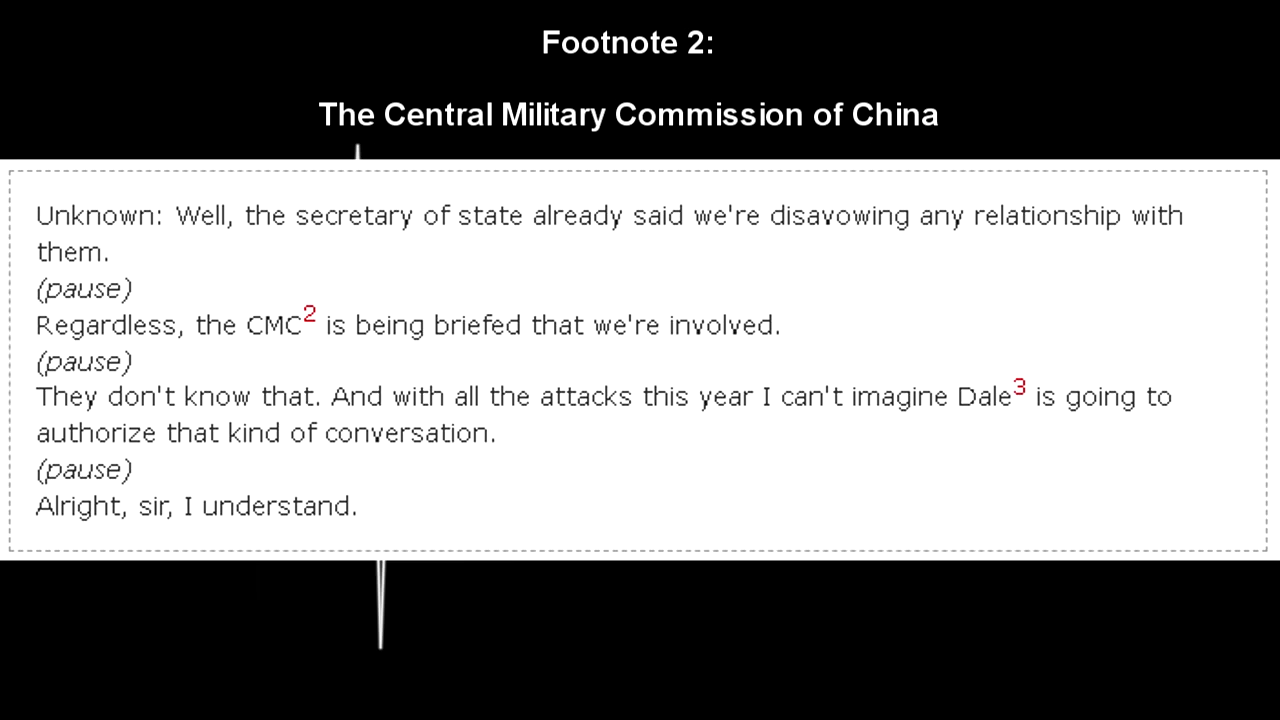 Footnote 2:
The Central Military Commission of China
Unknown: Well, the secretary of state already said we're disavowing any relationship with
them.
(pause)
Regardless, the CMC2 is being briefed that we're involved.
(pause)
They don't know that. And with all the attacks this year I can't imagine Dale3 is going to
authorize that kind of conversation.
(pause)
Alright, sir, I understand.